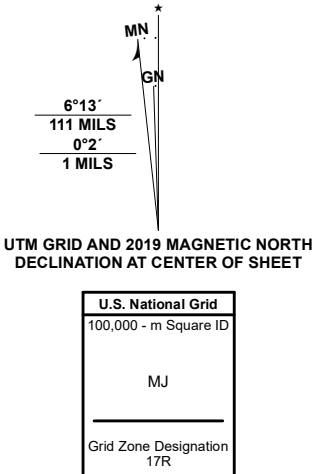 ★
MN
GN
6°13´
111 MILS
0°2´
1 MILS
UTM GRID AND 2019 MAGNETIC NORTH
DECLINATION AT CENTER OF SHEET
U.S. National Grid
100,000 - m Square ID
MJ
Grid Zone Designation
17R